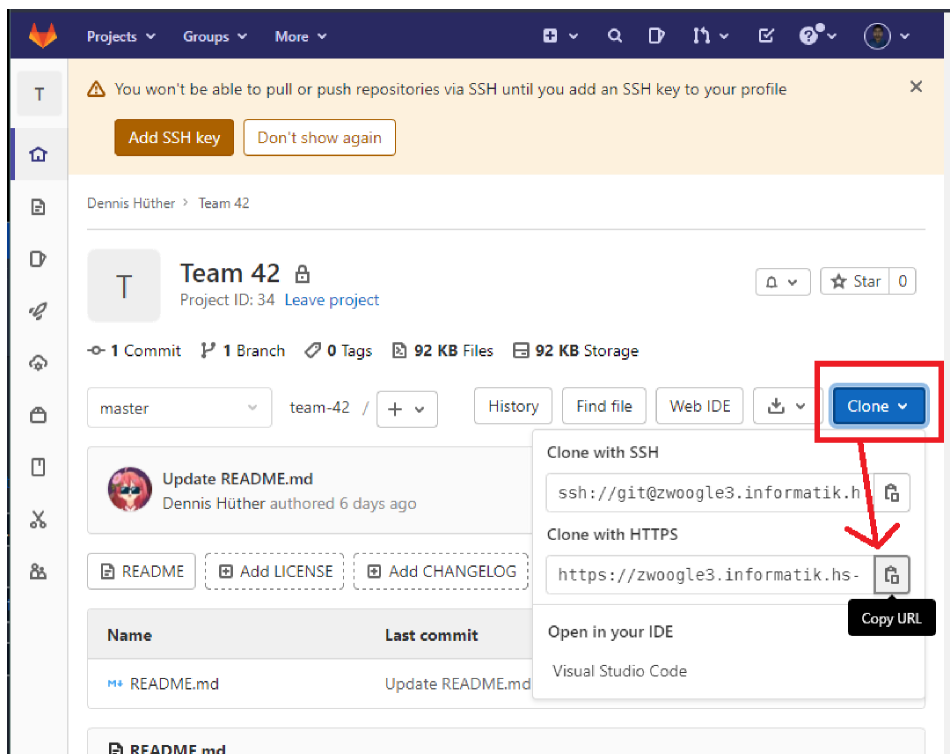 Projects Groups More
T
You won't be able to pull or push repositories via SSH until you add an SSH key to your profile
Add SSH key Don't show again
Dennis Hüther > Team 42
T
Team 42
Project ID: 34 Leave project
Star 0
1 Commit 1 Branch 0 Tags 92 KB Files 92 KB Storage
master team-42 / + History Find file Web IDE Clone
Clone with SSH
ssh://git@zwoogle3.informatik.h
Clone with HTTPS
https://zwoogle3.informatik.hs-
Copy URL
Open in your IDE
Visual Studio Code
Update README.md
Dennis Hüther authored 6 days ago
README Add LICENSE Add CHANGELOG
Name Last commit
M README.md Update README.md
README.md